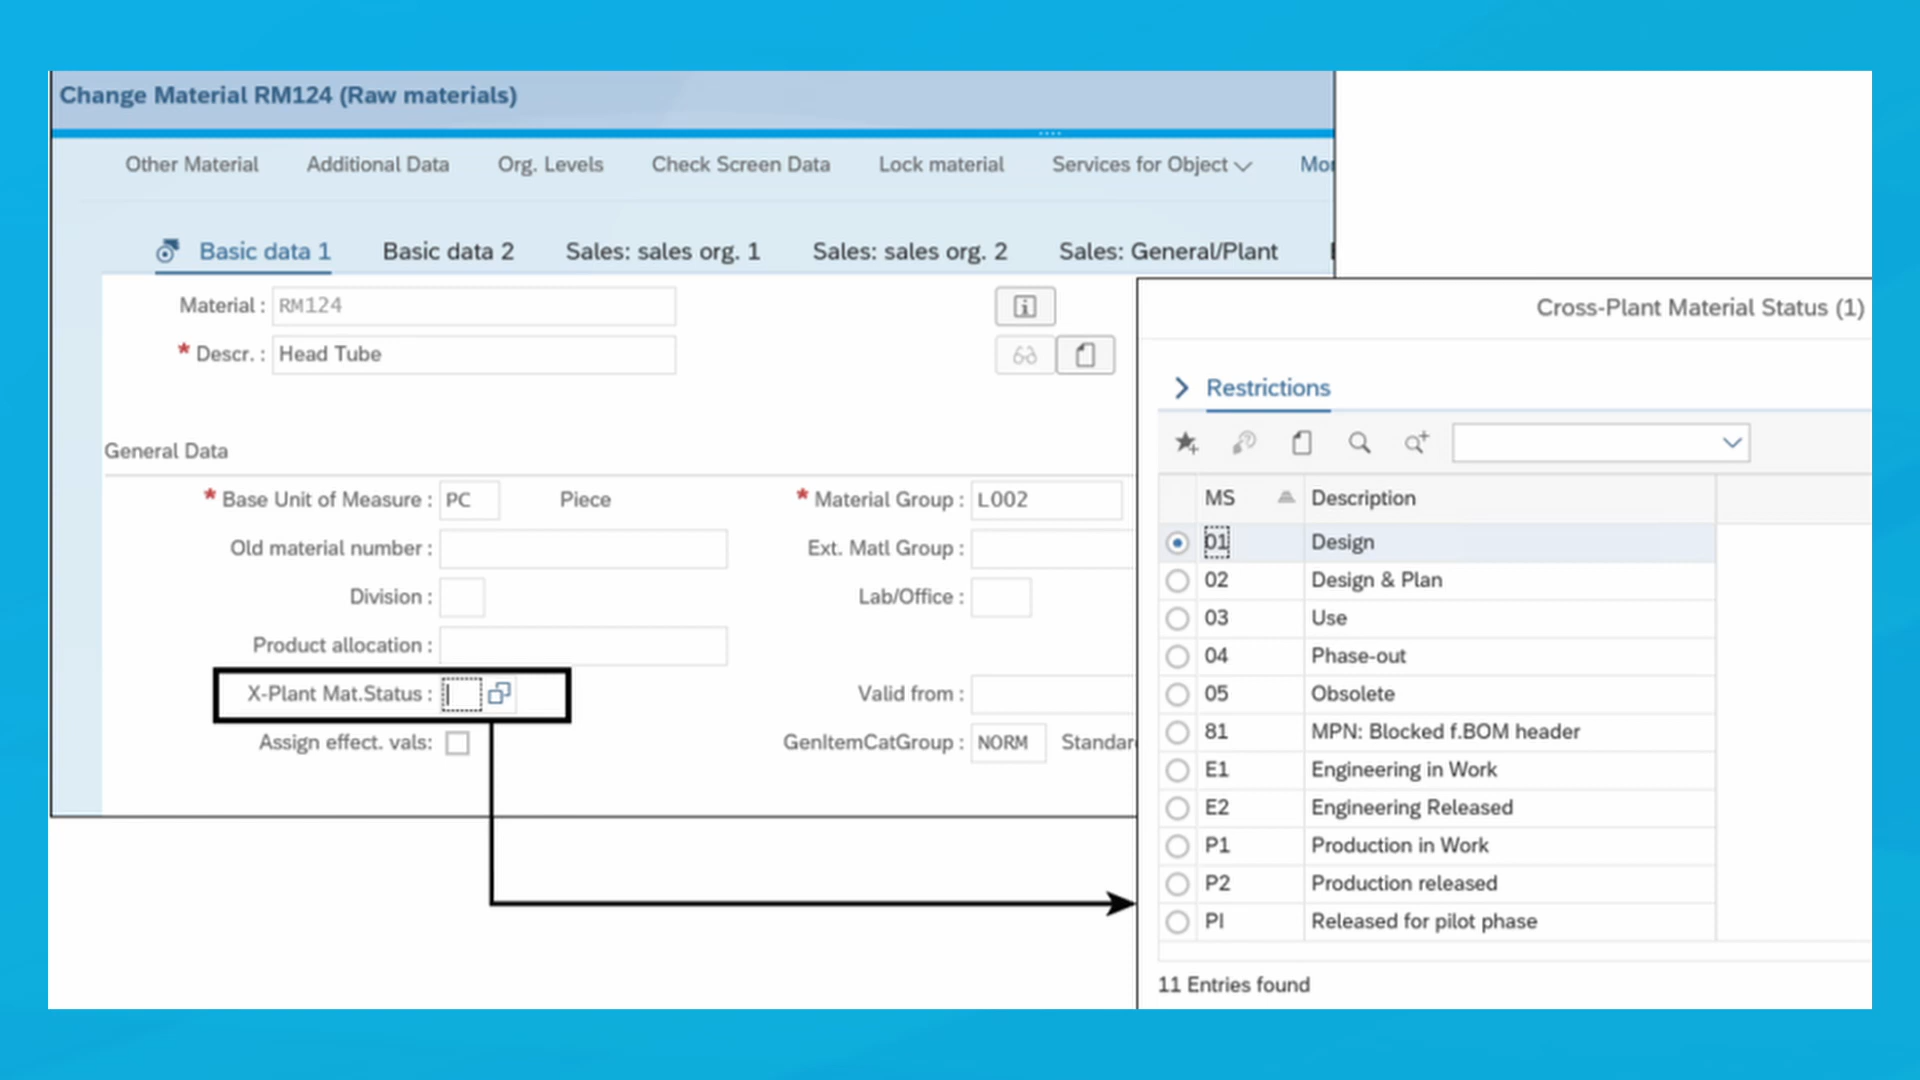 Change Material RM124 (Raw materials)
Other Material Additional Data Org. Levels Check Screen Data Lock material Services for Object Mor
Basic data 1 Basic data 2 Sales: sales org. 1 Sales: sales org. 2 Sales: General/Plant
Material : RM124
* Descr. : Head Tube
General Data
* Base Unit of Measure : PC Piece * Material Group : L002
Old material number : Ext. Matl Group :
Division : Lab/Office :
Product allocation :
X-Plant Mat.Status : Valid from :
Assign effect. vals: GenItemCatGroup : NORM Standar
Cross-Plant Material Status (1)
Restrictions
MS Description
01 Design
02 Design & Plan
03 Use
04 Phase-out
05 Obsolete
81 MPN: Blocked f.BOM header
E1 Engineering in Work
E2 Engineering Released
P1 Production in Work
P2 Production released
PI Released for pilot phase
11 Entries found